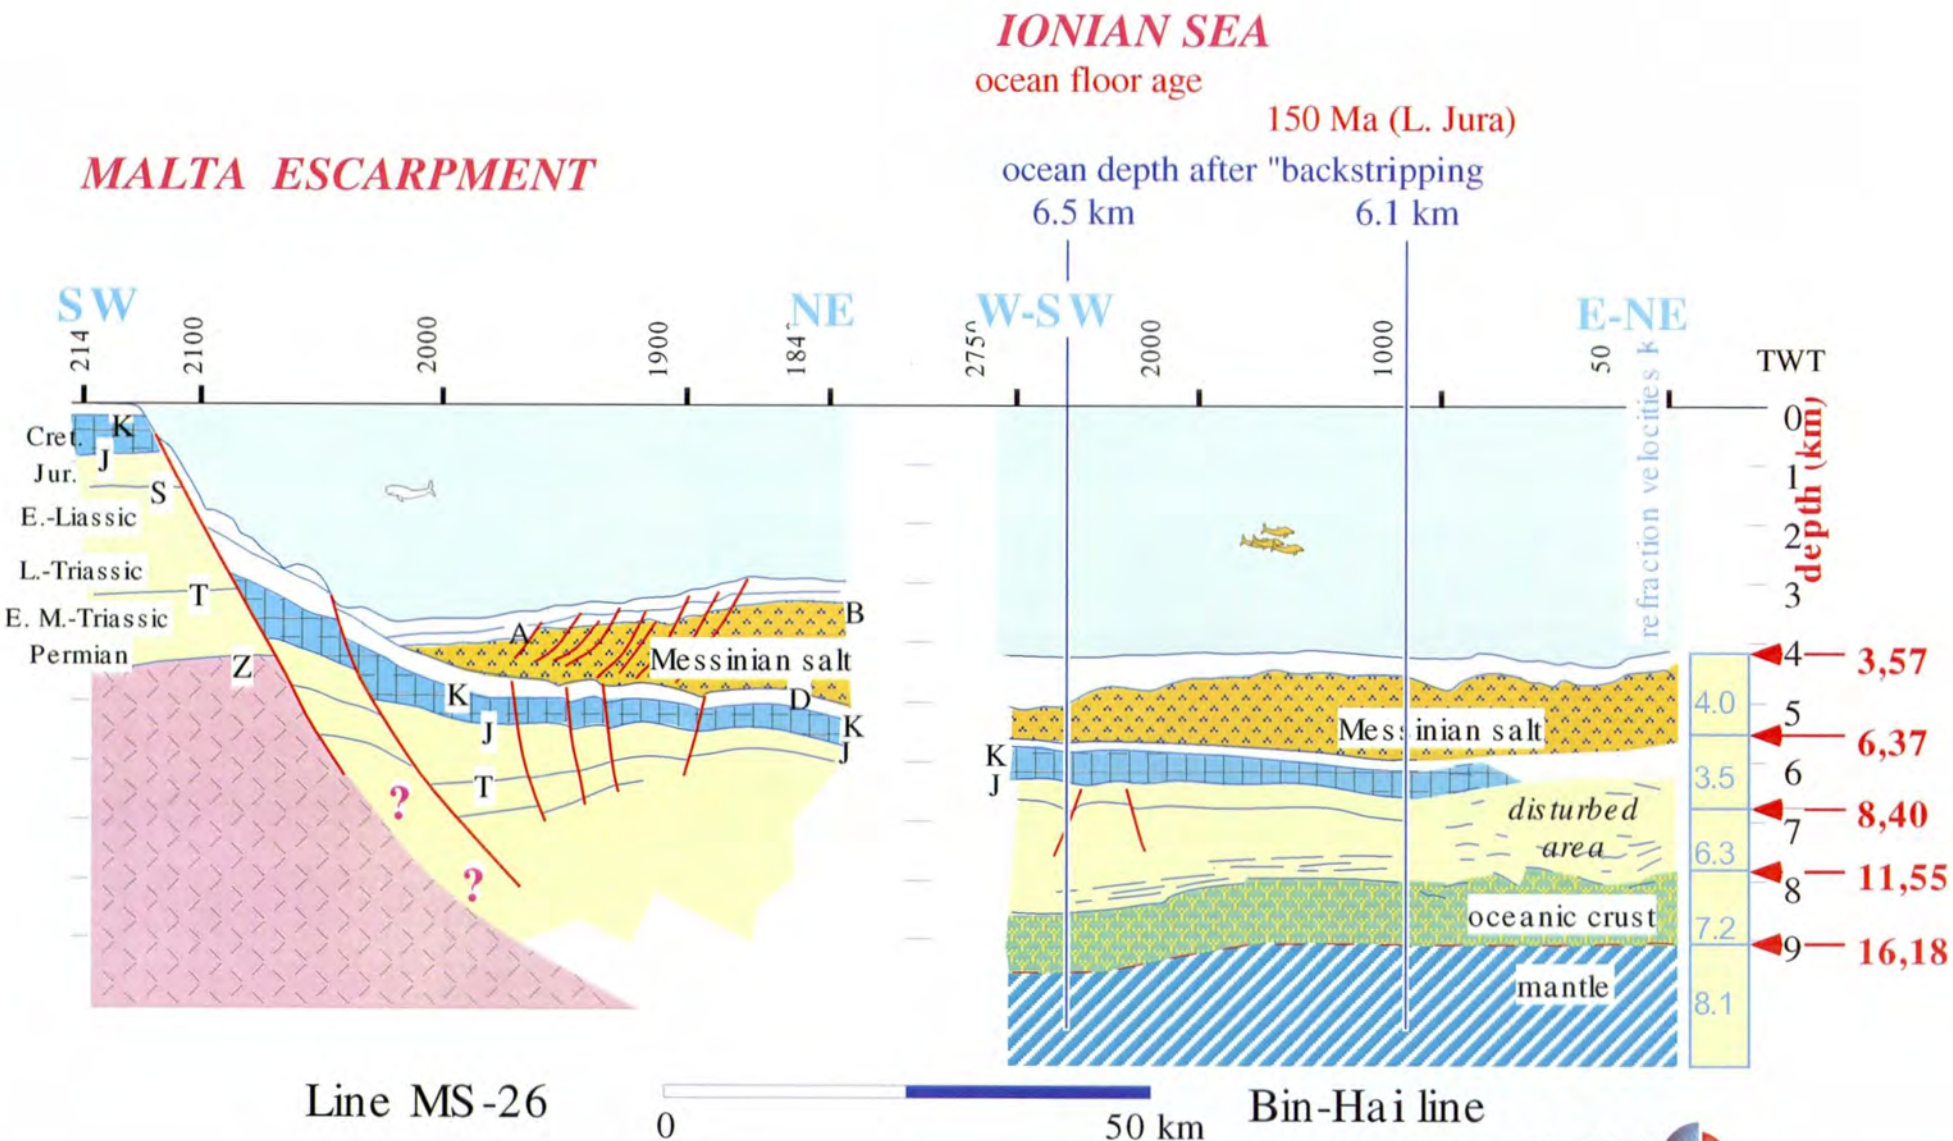 IONIAN SEA
ocean floor age
150 Ma (L. Jura)
MALTA ESCARPMENT
ocean depth after "backstripping
6.5 km 6.1 km
SW NE W-SW E-NE
214 2100 2000 1900 184 2750 2000 1000 50 TWT
refraction velocities K
depth (km)
0
1
2
3
4
5
6
7
8
9
Cret. K
J
Jur.
S
E.-Liassic
L.-Triassic
T
E. M.-Triassic
Permian
Z
A
B
Messinian salt
D
K
J
K
J
T
?
?
K
J
Messinian salt
disturbed
area
oceanic crust
mantle
4.0
3.5
6.3
7.2
8.1
3,57
6,37
8,40
11,55
16,18
Line MS-26
0 50 km
Bin-Hai line